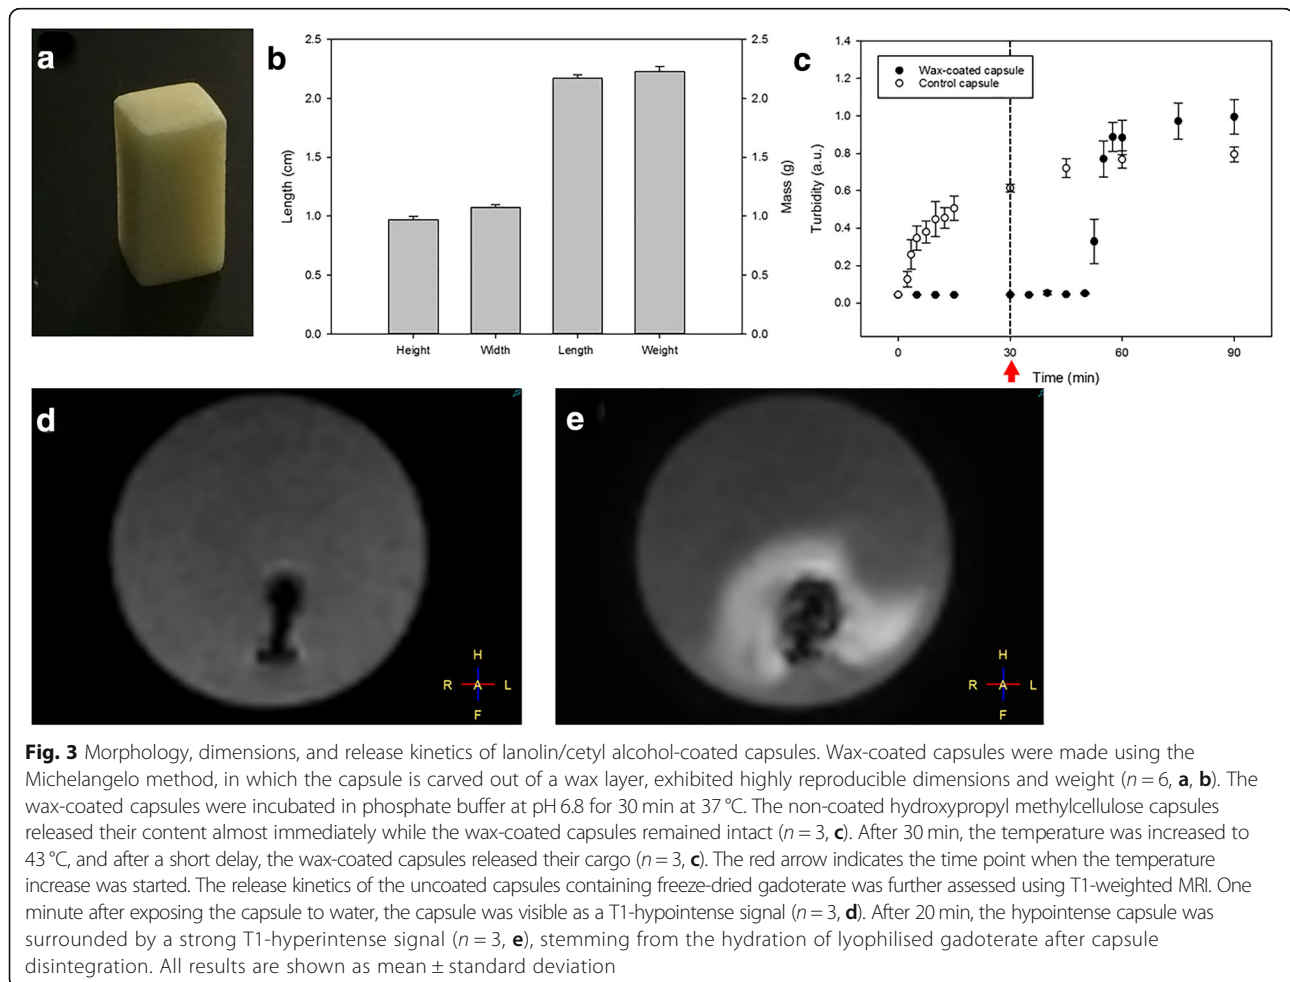 a
b
2.5
2.0
1.5
1.0
0.5
0.0
Length (cm)
Height
Width
Length
Weight
2.5
2.0
1.5
1.0
0.5
0.0
Mass (g)
c
1.4
1.2
1.0
0.8
0.6
0.4
0.2
0.0
Turbidity (a.u.)
Wax-coated capsule
Control capsule
0
30
60
90
Time (min)
d
H
R A L
F
e
H
R A L
F
Fig. 3 Morphology, dimensions, and release kinetics of lanolin/cetyl alcohol-coated capsules. Wax-coated capsules were made using the
Michelangelo method, in which the capsule is carved out of a wax layer, exhibited highly reproducible dimensions and weight (n = 6, a, b). The
wax-coated capsules were incubated in phosphate buffer at pH 6.8 for 30 min at 37 °C. The non-coated hydroxypropyl methylcellulose capsules
released their content almost immediately while the wax-coated capsules remained intact (n = 3, c). After 30 min, the temperature was increased to
43 °C, and after a short delay, the wax-coated capsules released their cargo (n = 3, c). The red arrow indicates the time point when the temperature
increase was started. The release kinetics of the uncoated capsules containing freeze-dried gadoterate was further assessed using T1-weighted MRI. One
minute after exposing the capsule to water, the capsule was visible as a T1-hypointense signal (n = 3, d). After 20 min, the hypointense capsule was
surrounded by a strong T1-hyperintense signal (n = 3, e), stemming from the hydration of lyophilised gadoterate after capsule
disintegration. All results are shown as mean ± standard deviation